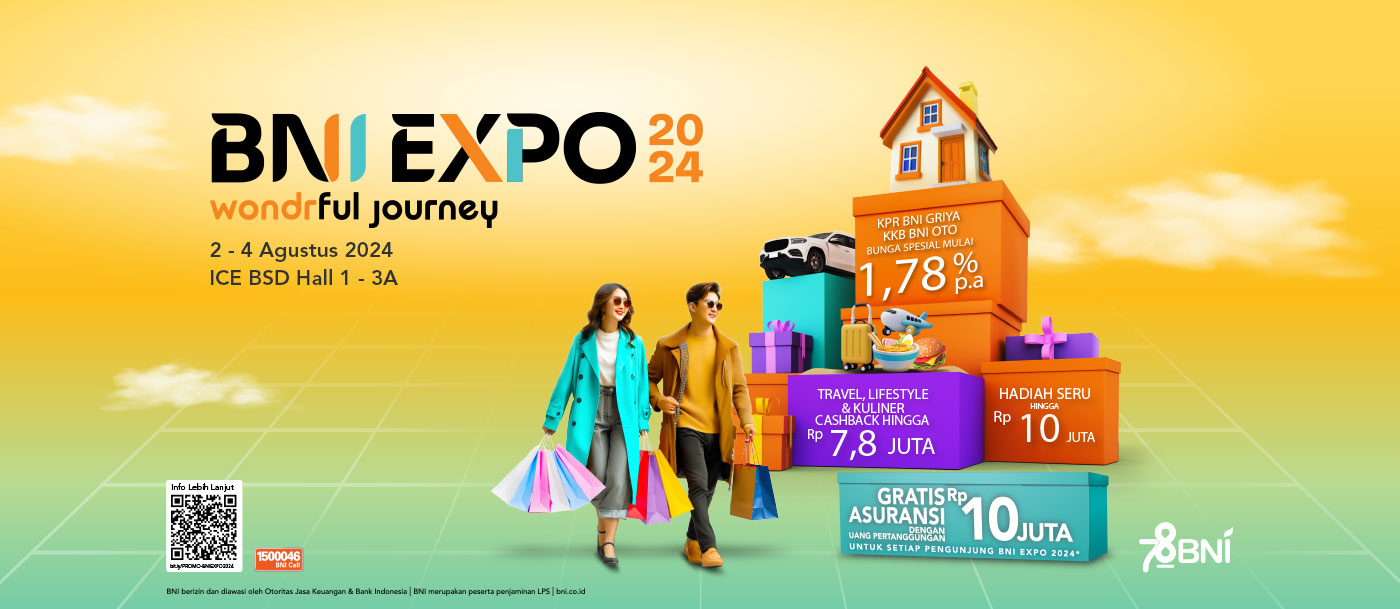 BNI EXPO 2024
wondrful journey
2 - 4 Agustus 2024
ICE BSD Hall 1 - 3A
KPR BNI GRIYA
KKB BNI OTO
BUNGA SPESIAL MULAI
1,78 % p.a
TRAVEL, LIFESTYLE
& KULINER
CASHBACK HINGGA
Rp 7,8 JUTA
HADIAH SERU
HINGGA
Rp 10 JUTA
GRATIS
ASURANSI
DENGAN
UANG PERTANGGUNGAN
Rp 10 JUTA
UNTUK SETIAP PENGUNJUNG BNI EXPO 2024*
Info Lebih Lanjut
bit.ly/PROMO-BNIEXPO2024
1500046
BNI Call
78 BNI
BNI berizin dan diawasi oleh Otoritas Jasa Keuangan & Bank Indonesia | BNI merupakan peserta penjaminan LPS | bni.co.id